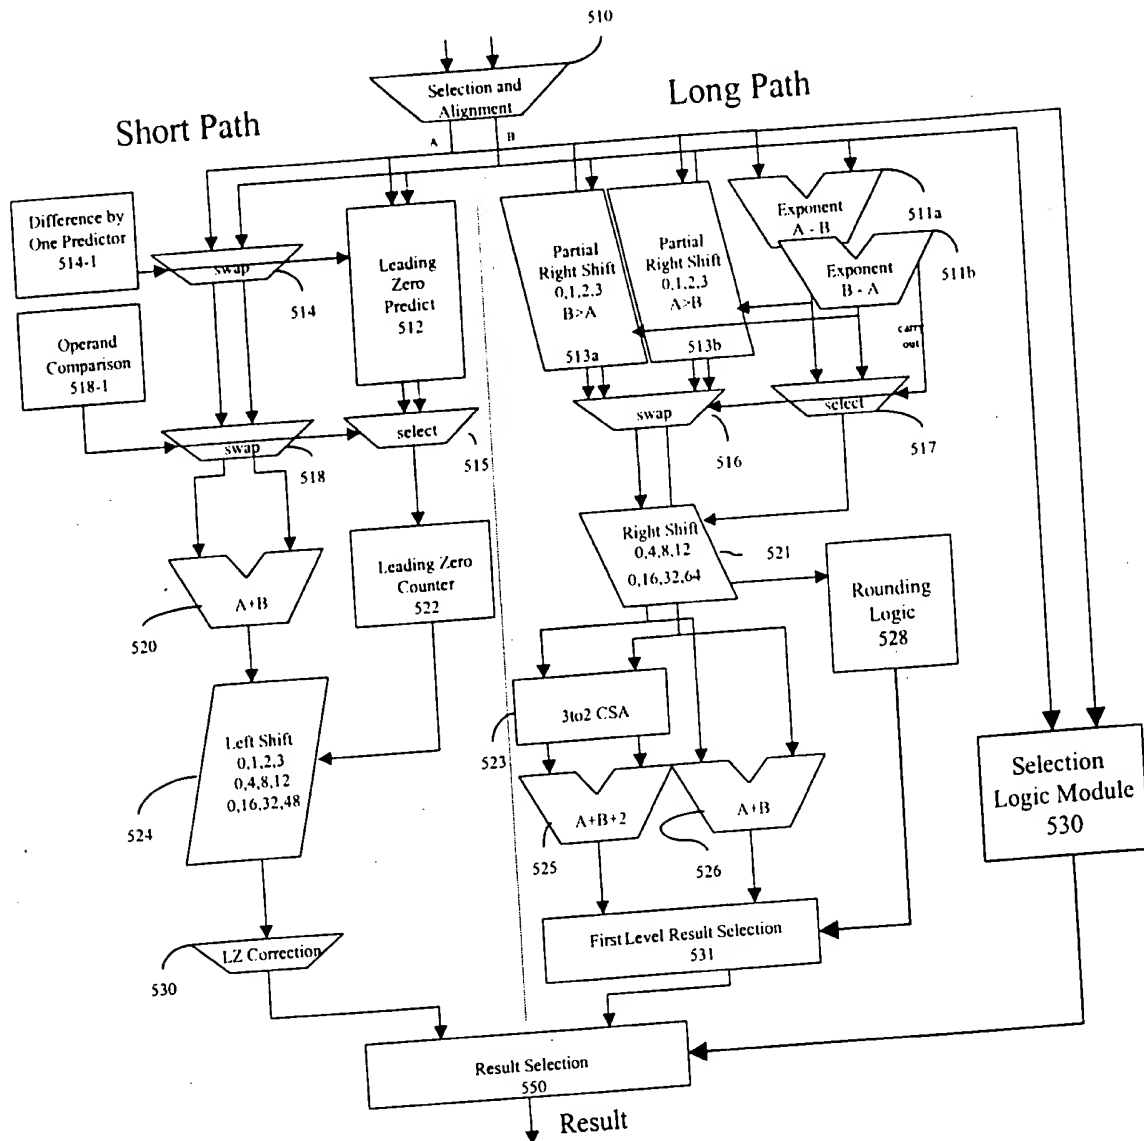 510
Selection and
Alignment
Long Path
Short Path
A
B
Difference by
One Predictor
514-1
swap
514
Leading
Zero
Predict
512
Partial
Right Shift
0,1,2,3
B>A
513a
Partial
Right Shift
0,1,2,3
A>B
513b
Exponent
A - B
511a
Exponent
B - A
511b
carry
out
Operand
Comparison
518-1
swap
518
select
515
swap
516
select
517
Right Shift
0,4,8,12
0,16,32,64
521
Leading Zero
Counter
522
Rounding
Logic
528
A+B
520
3to2 CSA
523
Left Shift
0,1,2,3
0,4,8,12
0,16,32,48
524
A+B+2
525
A+B
526
Selection
Logic Module
530
First Level Result Selection
531
LZ Correction
530
Result Selection
550
Result